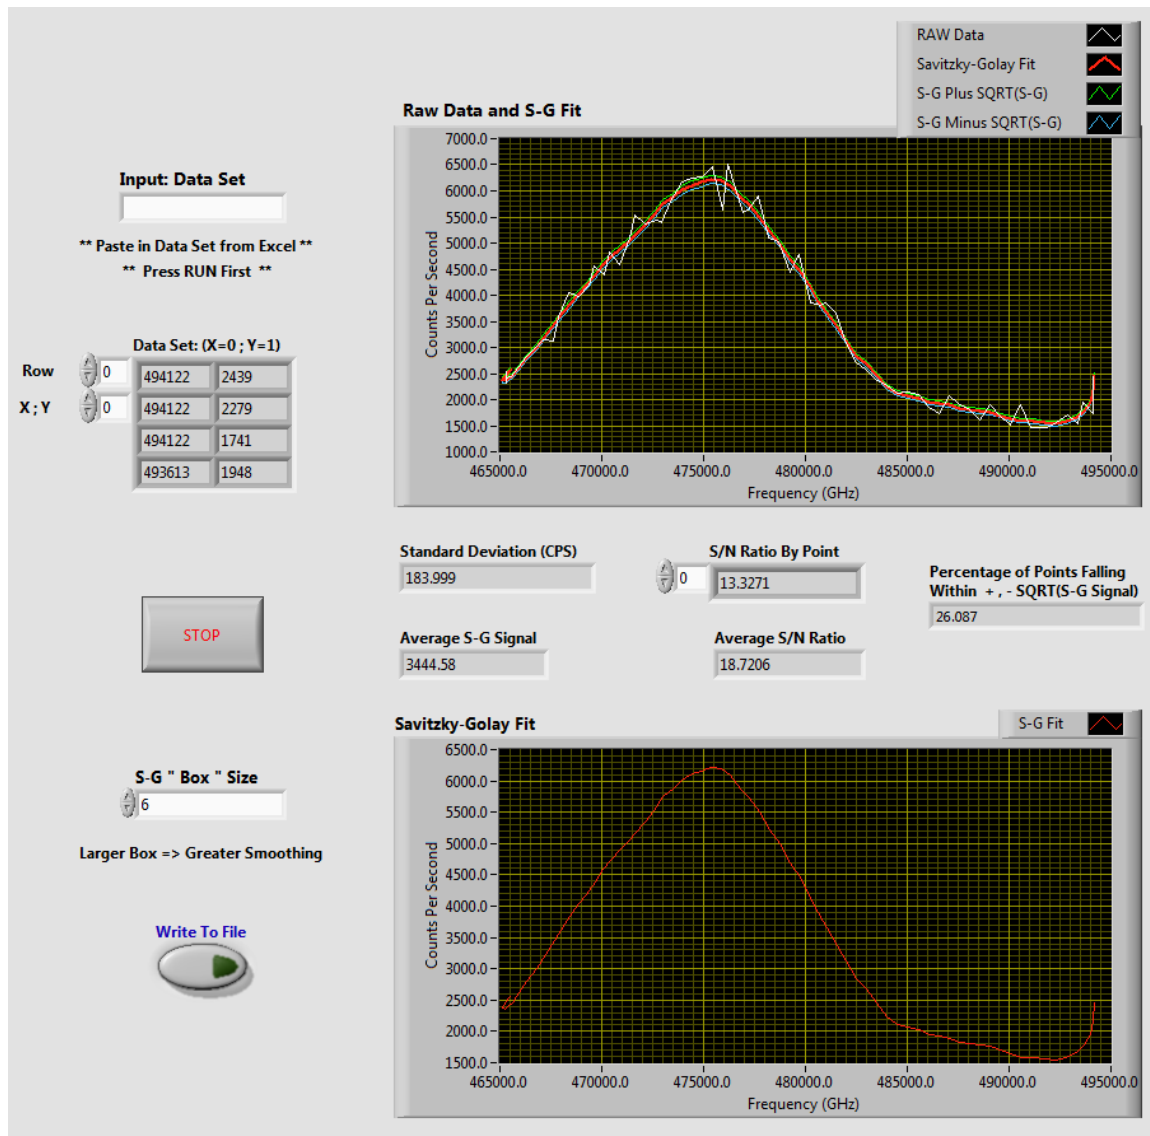 RAW Data
Savitzky-Golay Fit
S-G Plus SQRT(S-G)
S-G Minus SQRT(S-G)
Raw Data and S-G Fit
7000.0
6500.0
6000.0
5500.0
5000.0
4500.0
4000.0
3500.0
3000.0
2500.0
2000.0
1500.0
1000.0
Counts Per Second
465000.0 470000.0 475000.0 480000.0 485000.0 490000.0 495000.0
Frequency (GHz)
Input: Data Set
** Paste in Data Set from Excel **
** Press RUN First **
Data Set: (X=0 ; Y=1)
Row 0 494122 2439
X ; Y 0 494122 2279
494122 1741
493613 1948
Standard Deviation (CPS)
183.999
S/N Ratio By Point
0 13.3271
Percentage of Points Falling
Within + , - SQRT(S-G Signal)
26.087
STOP
Average S-G Signal
3444.58
Average S/N Ratio
18.7206
Savitzky-Golay Fit
S-G Fit
6500.0
6000.0
5500.0
5000.0
4500.0
4000.0
3500.0
3000.0
2500.0
2000.0
1500.0
Counts Per Second
465000.0 470000.0 475000.0 480000.0 485000.0 490000.0 495000.0
Frequency (GHz)
S-G " Box " Size
6
Larger Box => Greater Smoothing
Write To File